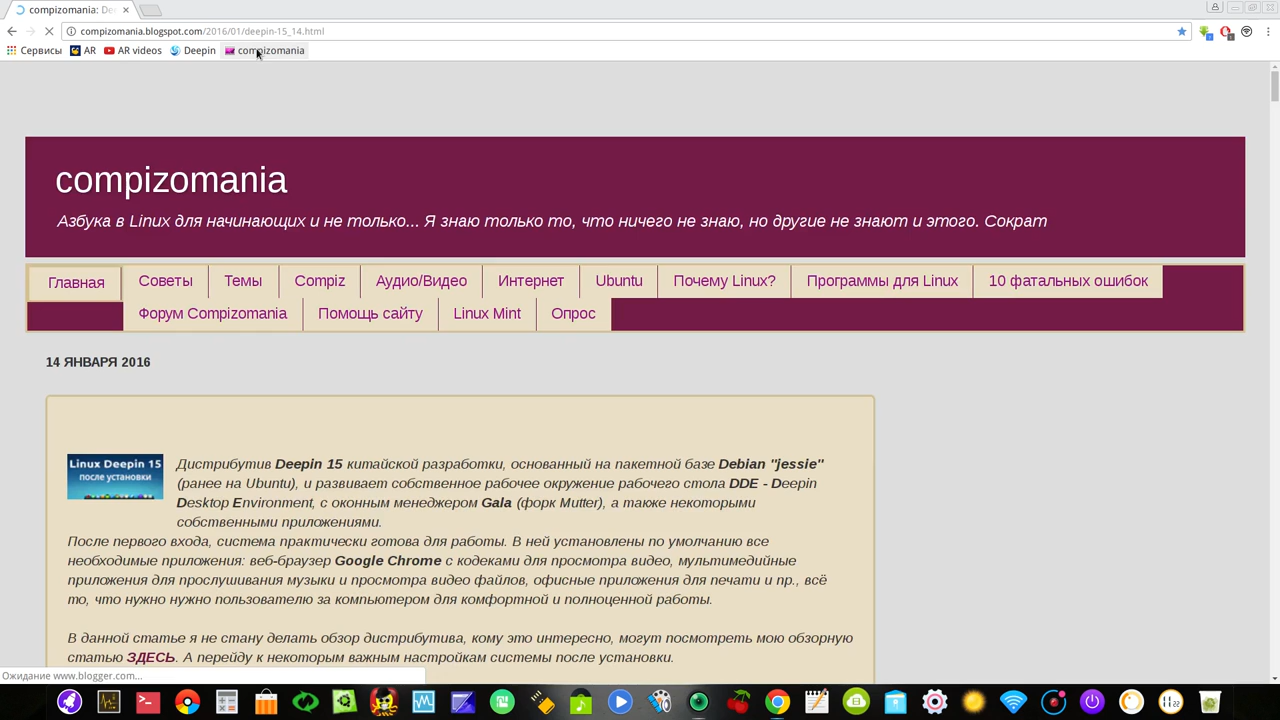 compizomania: De
compizomania.blogspot.com/2016/01/deepin-15_14.html
Сервисы AR AR videos Deepin compizomania
compizomania
Азбука в Linux для начинающих и не только... Я знаю только то, что ничего не знаю, но другие не знают и этого. Сократ
Главная Советы Темы Compiz Аудио/Видео Интернет Ubuntu Почему Linux? Программы для Linux 10 фатальных ошибок
Форум Compizomania Помощь сайту Linux Mint Опрос
14 ЯНВАРЯ 2016
Linux Deepin 15
после установки
Дистрибутив Deepin 15 китайской разработки, основанный на пакетной базе Debian "jessie"
(ранее на Ubuntu), и развивает собственное рабочее окружение рабочего стола DDE - Deepin
Desktop Environment, с оконным менеджером Gala (форк Mutter), а также некоторыми
собственными приложениями.
После первого входа, система практически готова для работы. В ней установлены по умолчанию все
необходимые приложения: веб-браузер Google Chrome с кодеками для просмотра видео, мультимедийные
приложения для прослушивания музыки и просмотра видео файлов, офисные приложения для печати и пр., всё
то, что нужно нужно пользователю за компьютером для комфортной и полноценной работы.
В данной статье я не стану делать обзор дистрибутива, кому это интересно, могут посмотреть мою обзорную
статью ЗДЕСЬ. А перейду к некоторым важным настройкам системы после установки.
Ожидание www.blogger.com...